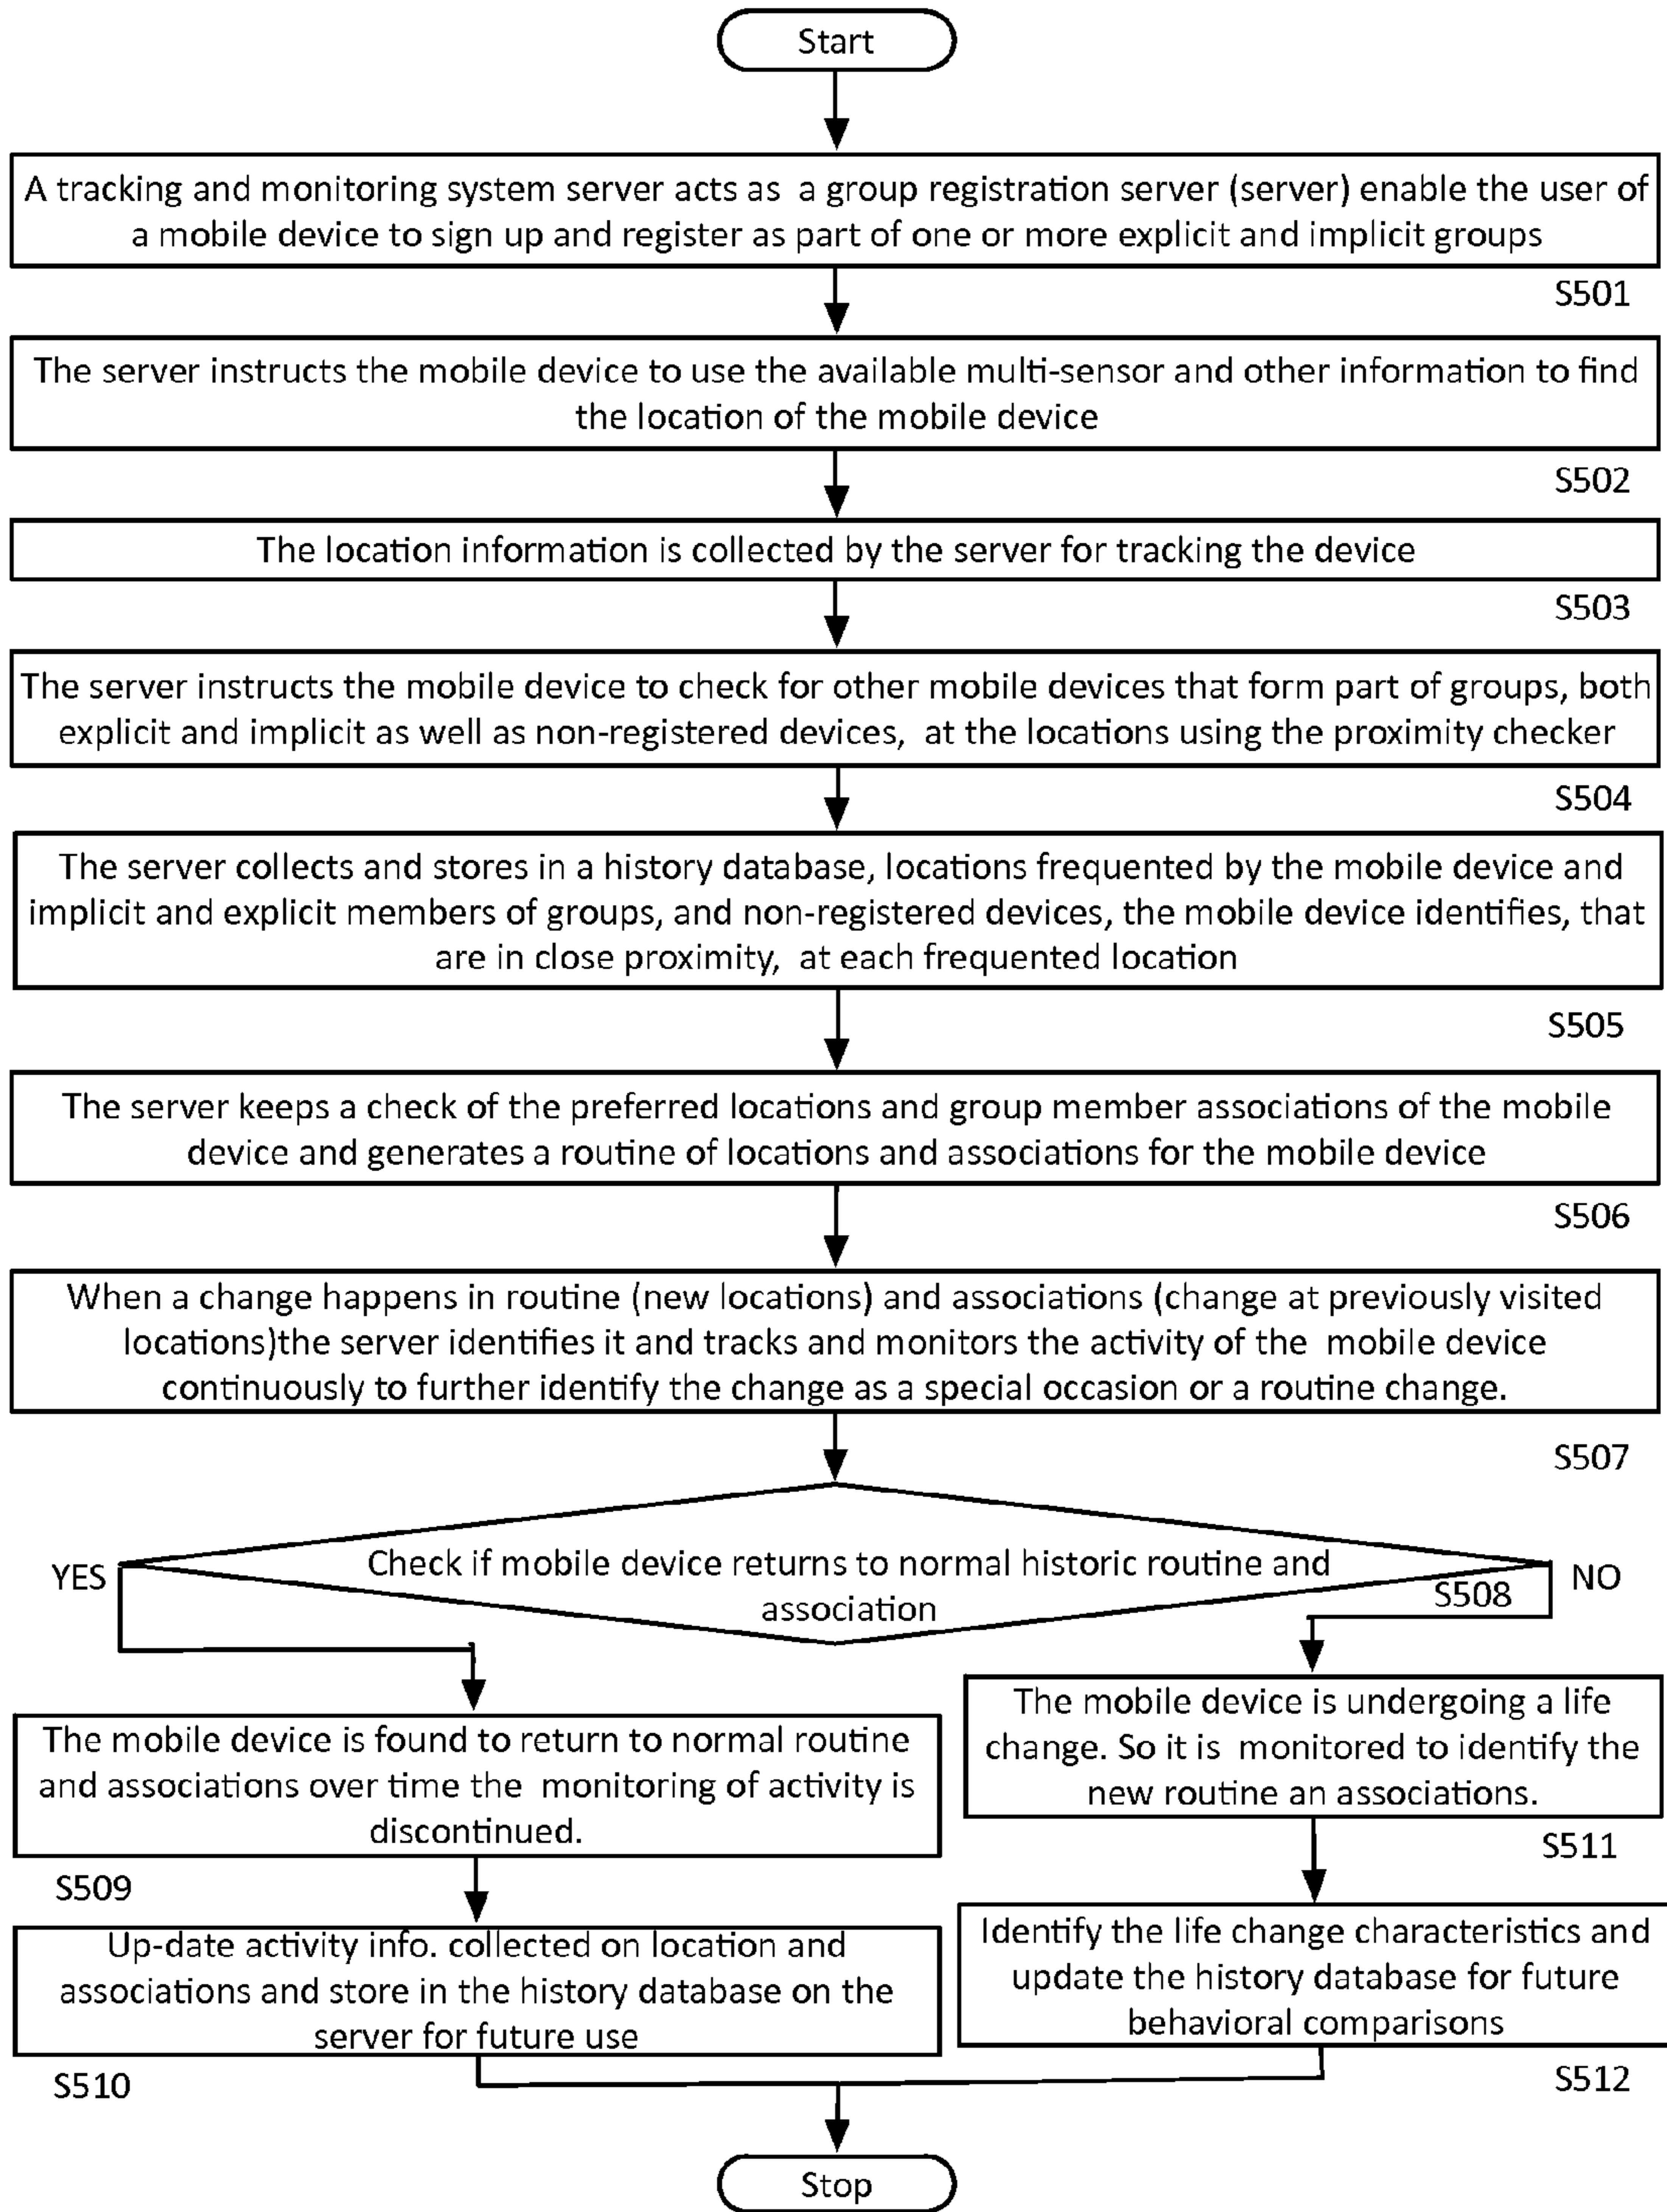 Start
A tracking and monitoring system server acts as a group registration server (server) enable the user of
a mobile device to sign up and register as part of one or more explicit and implicit groups
S501
The server instructs the mobile device to use the available multi-sensor and other information to find
the location of the mobile device
S502
The location information is collected by the server for tracking the device
S503
The server instructs the mobile device to check for other mobile devices that form part of groups, both
explicit and implicit as well as non-registered devices, at the locations using the proximity checker
S504
The server collects and stores in a history database, locations frequented by the mobile device and
implicit and explicit members of groups, and non-registered devices, the mobile device identifies, that
are in close proximity, at each frequented location
S505
The server keeps a check of the preferred locations and group member associations of the mobile
device and generates a routine of locations and associations for the mobile device
S506
When a change happens in routine (new locations) and associations (change at previously visited
locations)the server identifies it and tracks and monitors the activity of the mobile device
continuously to further identify the change as a special occasion or a routine change.
S507
Check if mobile device returns to normal historic routine and
association
S508
YES
NO
The mobile device is found to return to normal routine
and associations over time the monitoring of activity is
discontinued.
S509
Up-date activity info. collected on location and
associations and store in the history database on the
server for future use
S510
The mobile device is undergoing a life
change. So it is monitored to identify the
new routine an associations.
S511
Identify the life change characteristics and
update the history database for future
behavioral comparisons
S512
Stop